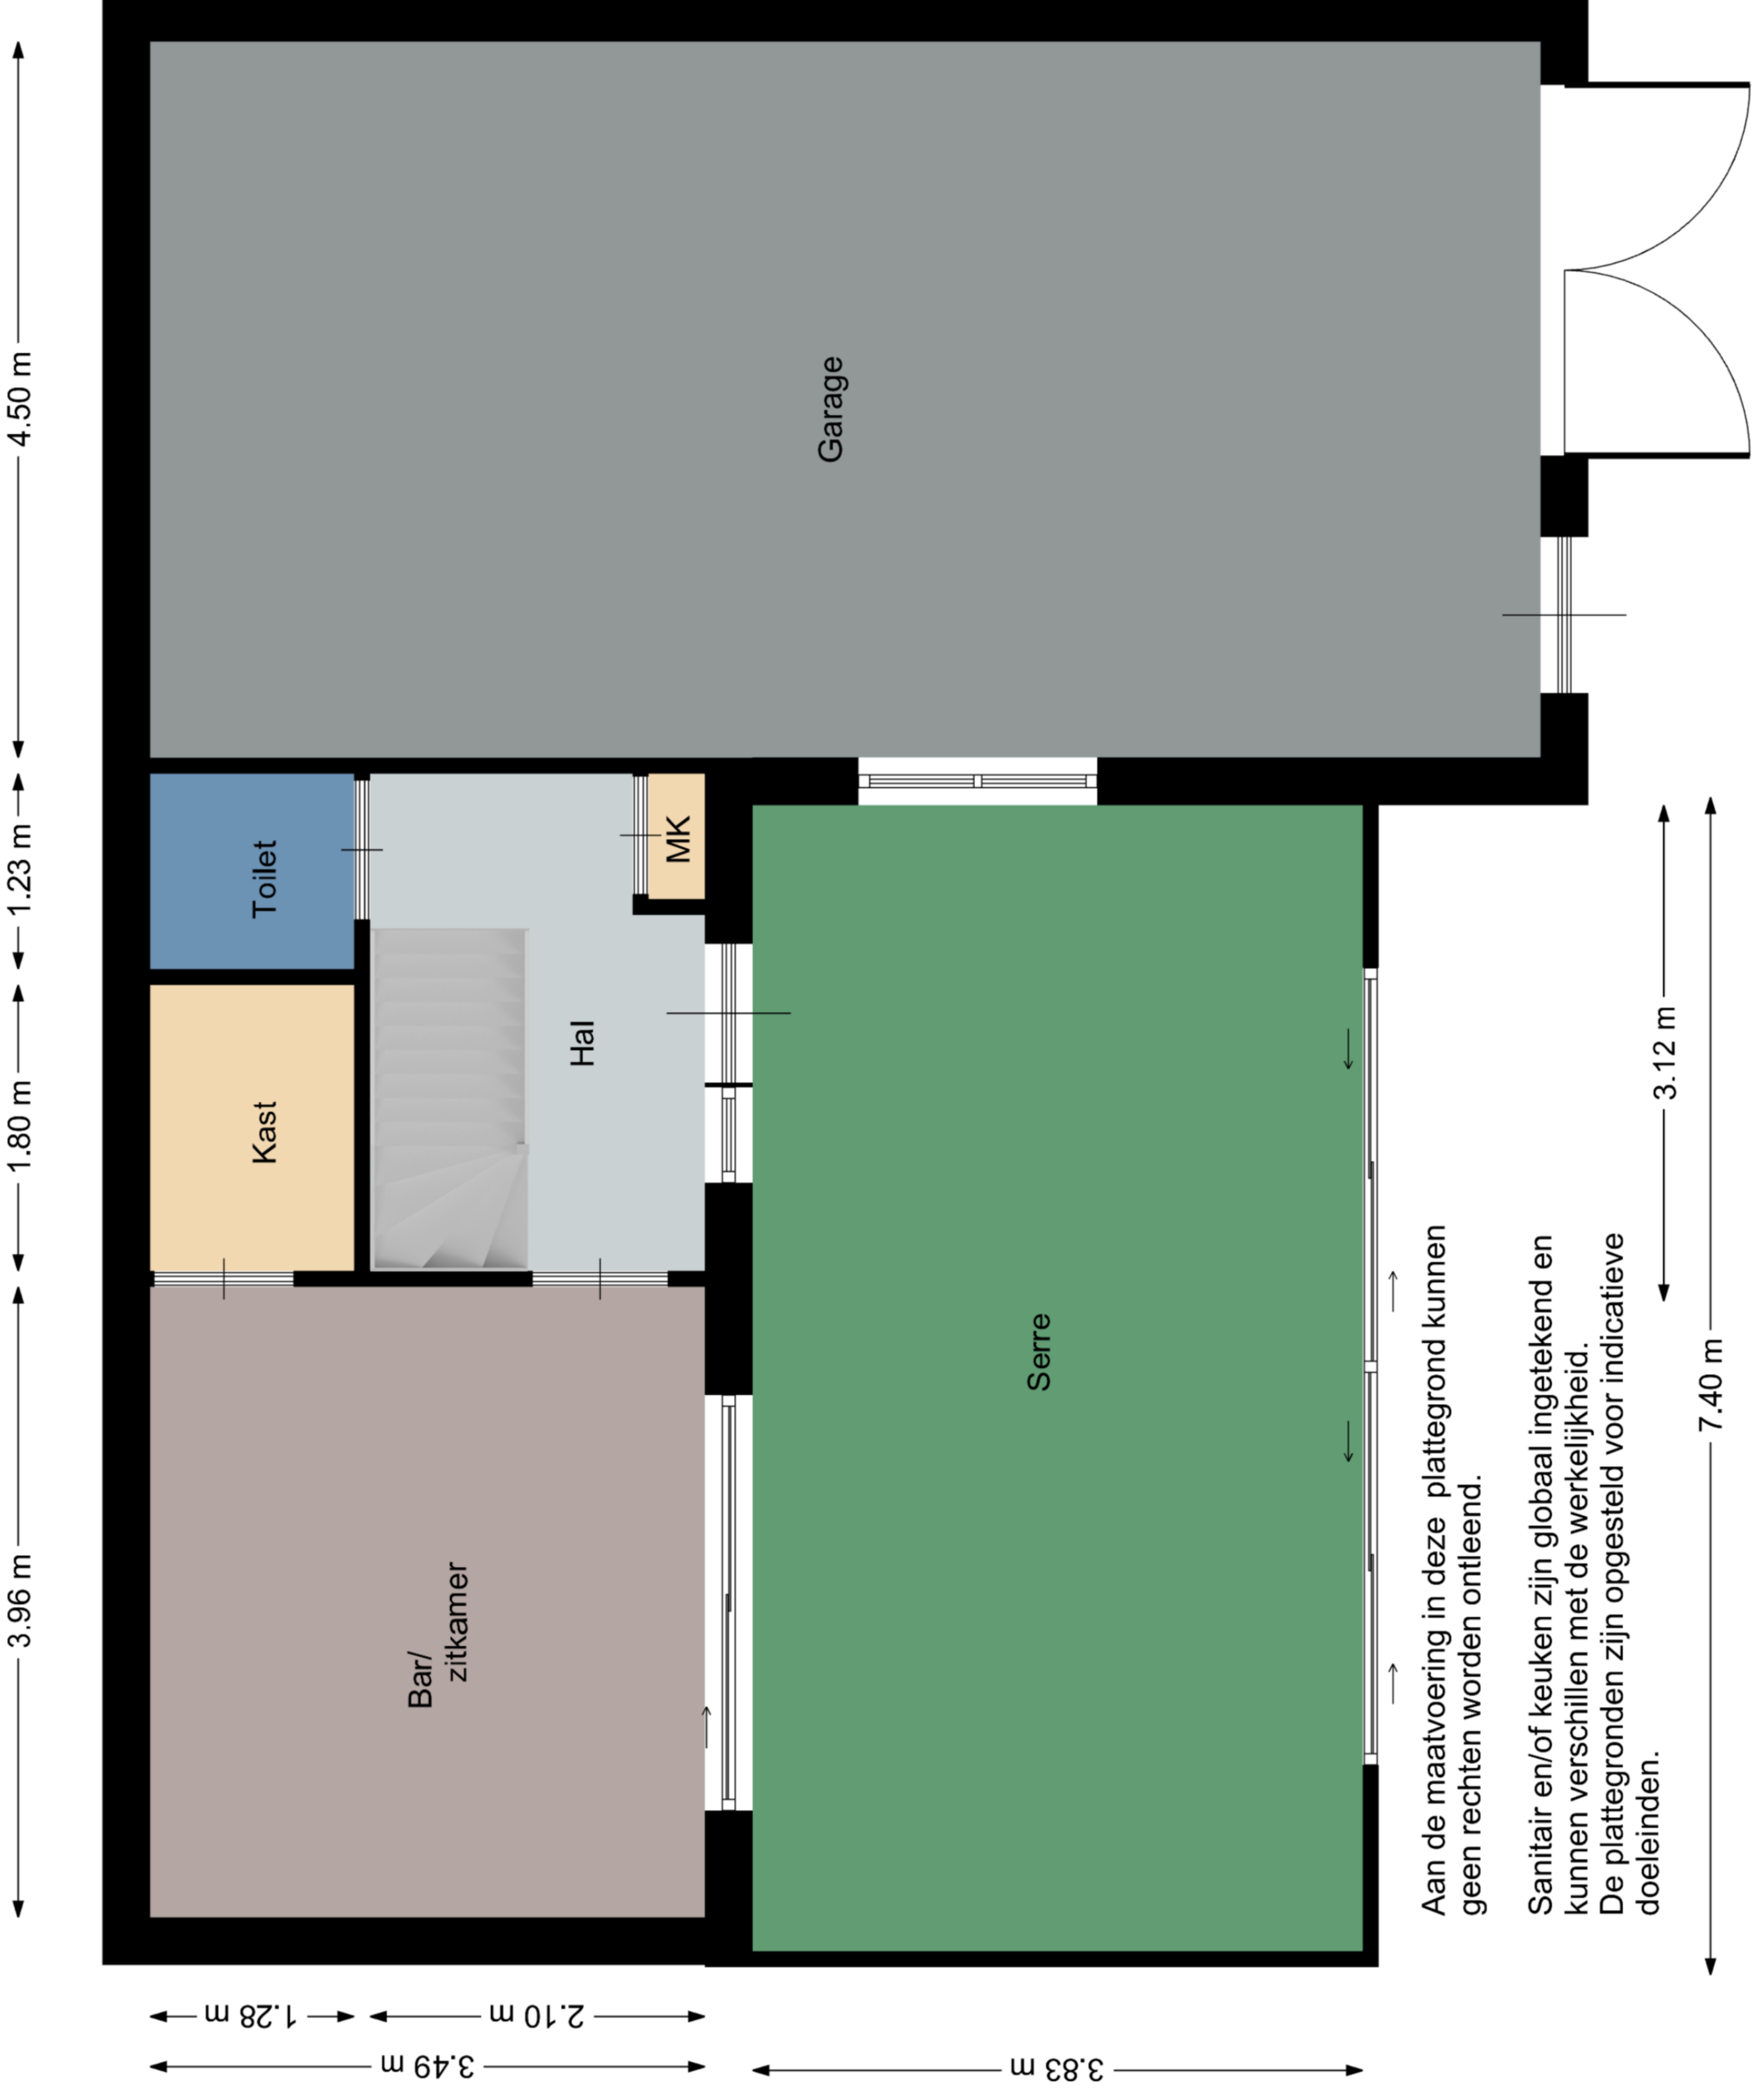 3.96 m
1.80 m
1.23 m
4.50 m
Bar/
zitkamer
Kast
Toilet
Hal
MK
Garage
Serre
1.28 m
2.10 m
3.49 m
3.83 m
Aan de maatvoering in deze  plattegrond kunnen
geen rechten worden ontleend.
Sanitair en/of keuken zijn globaal ingetekend en
kunnen verschillen met de werkelijkheid.
De plattegronden zijn opgesteld voor indicatieve
doeleinden.
3.12 m
7.40 m